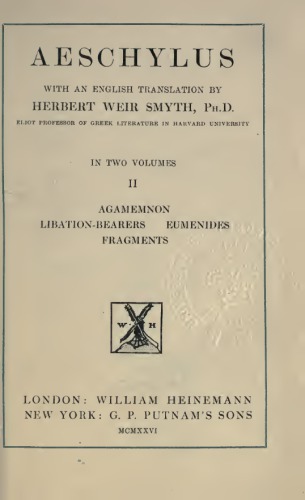 AESCHYLUS
WITH AN ENGLISH TRANSLATION BY
HERBERT WEIR SMYTH, PH.D.
ELIOT PROFESSOR OF GREEK LITERATURE IN HARVARD UNIVERSITY
IN TWO VOLUMES
II
AGAMEMNON
LIBATION-BEARERS EUMENIDES
FRAGMENTS
W H
LONDON: WILLIAM HEINEMANN
NEW YORK: G. P. PUTNAM'S SONS
MCMXXVI